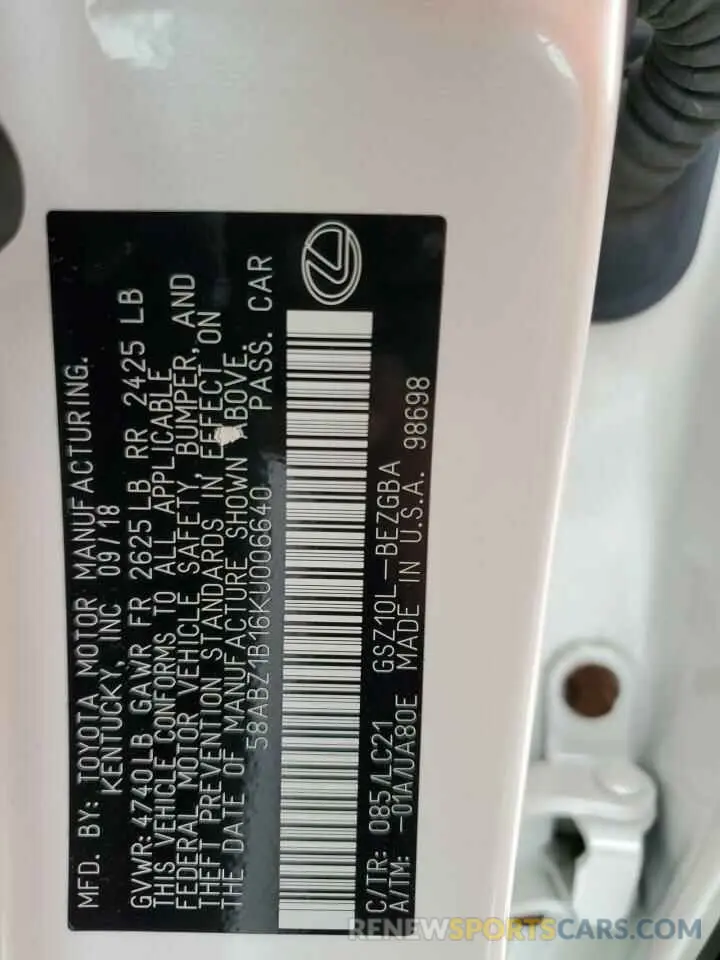 MFD. BY: TOYOTA MOTOR MANUFACTURING.
KENTUCKY, INC 09/18
GVWR: 4740LB GAWR FR 2625LB RR 2425 LB
THIS VEHICLE CONFORMS TO ALL APPLICABLE
FEDERAL MOTOR VEHICLE SAFETY, BUMPER, AND
THEFT PREVENTION STANDARDS IN EFFECT ON
THE DATE OF MANUFACTURE SHOWN ABOVE.
58ABZ1B16KU006640 PASS. CAR
C/TR: 085/LC21 GSZ10L-BEZGBA
A/TM: -01A/UA80E MADE IN U.S.A. 98698
RENEWSPORTSCARS.COM